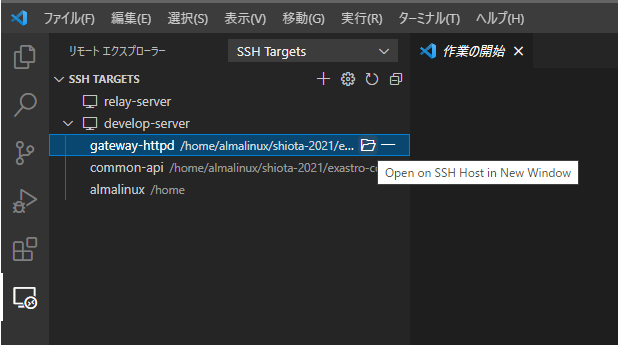 ファイル(F) 編集(E) 選択(S) 表示(V) 移動(G) 実行(R) ターミナル(T) ヘルプ(H)
リモート エクスプローラー SSH Targets 作業の開始
SSH TARGETS
relay-server
develop-server
gateway-httpd /home/almalinux/shiota-2021/e...
common-api /home/almalinux/shiota-2021/exastro-co
Open on SSH Host in New Window
almalinux /home